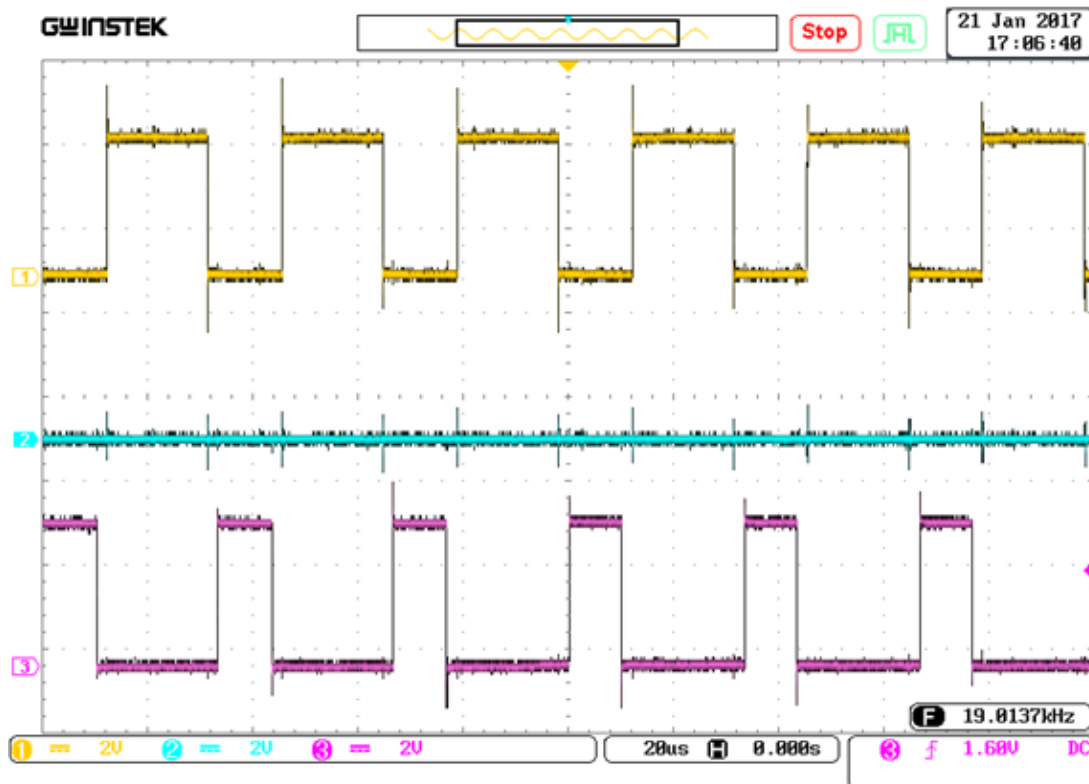 GWINSTEK
Stop
21 Jan 2017
17:06:40
1
2
3
F 19.0137kHz
1 2V 2 2V 3 2V
20us H 0.000s
3 1.60V DC